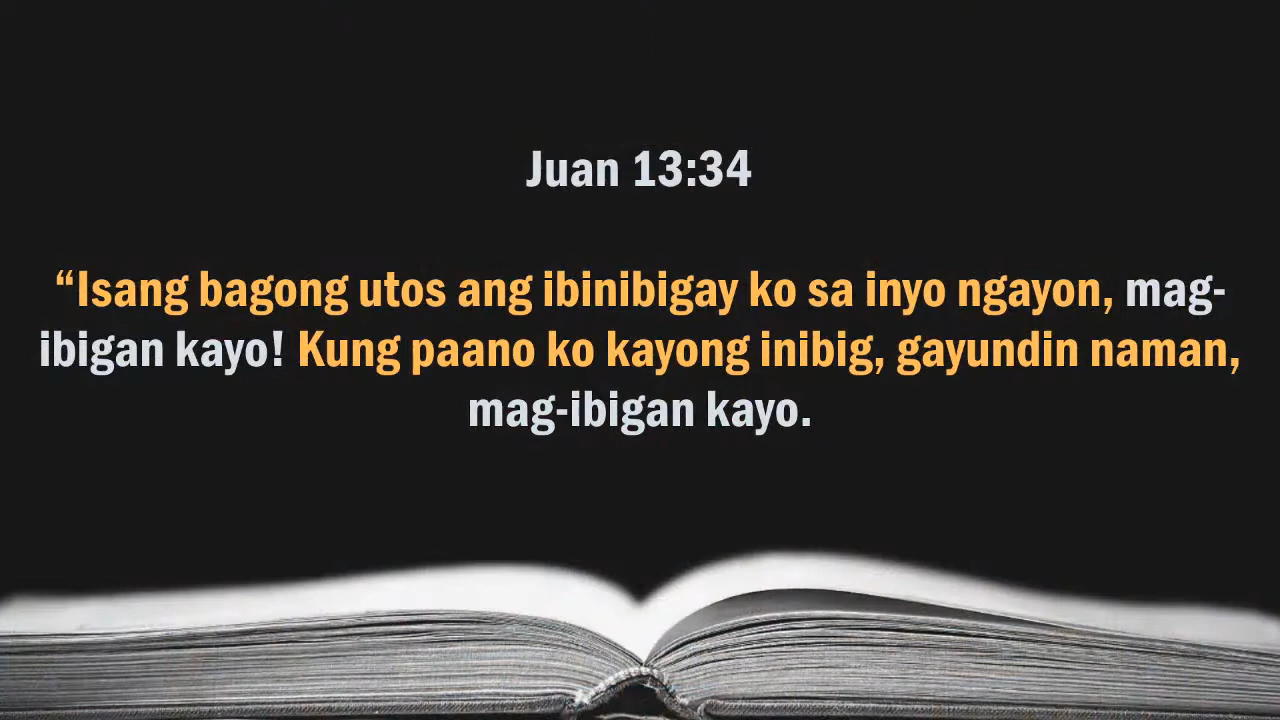 Juan 13:34
“Isang bagong utos ang ibinibigay ko sa inyo ngayon, mag-
ibigan kayo! Kung paano ko kayong inibig, gayundin naman,
mag-ibigan kayo.